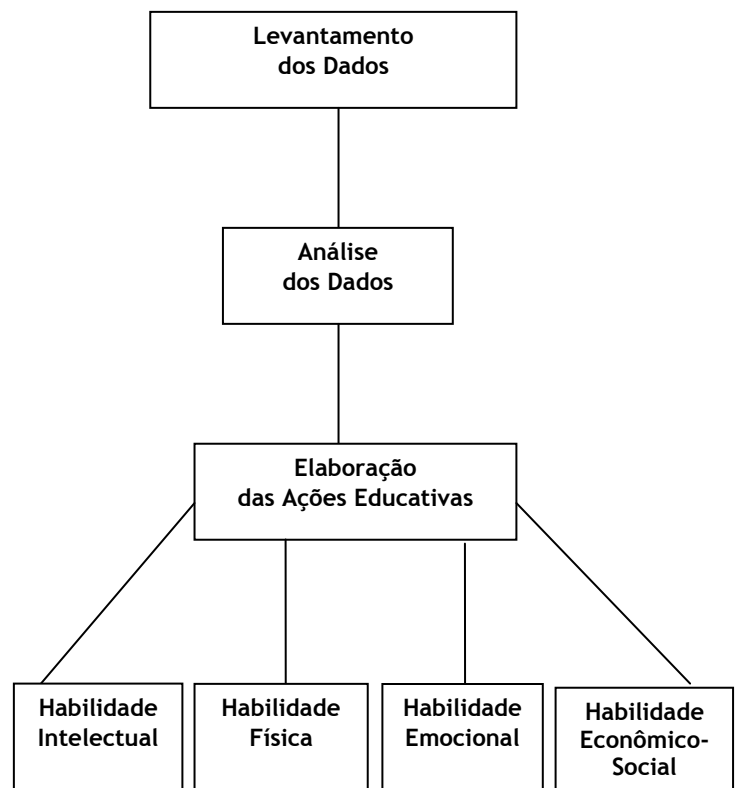 Levantamento
dos Dados
Análise
dos Dados
Elaboração
das Ações Educativas
Habilidade
Intelectual
Habilidade
Física
Habilidade
Emocional
Habilidade
Econômico-
Social